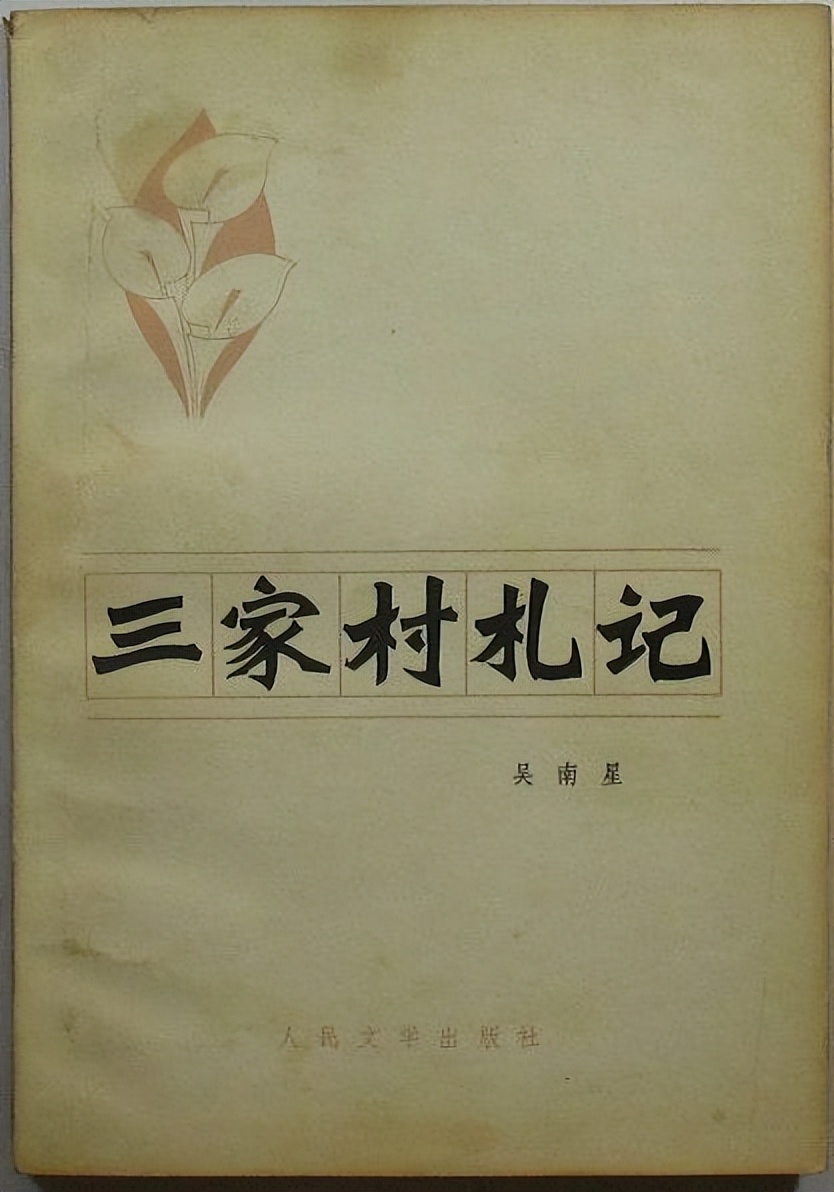 三家村札记
吴南星
人民文学出版社